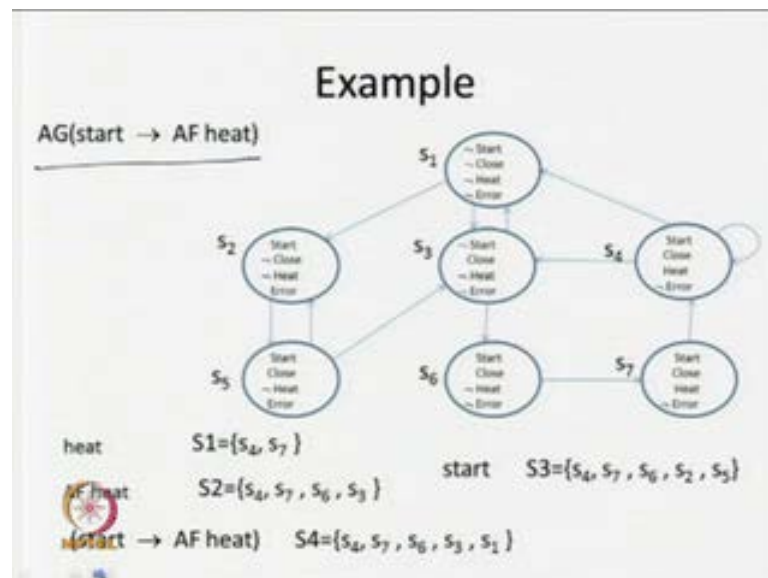 Example
AG(start → AF heat)
s₁
¬ Start
¬ Close
¬ Heat
¬ Error
s₂
Start
¬ Close
¬ Heat
Error
s₃
¬ Start
Close
¬ Heat
¬ Error
s₄
Start
Close
Heat
¬ Error
s₅
Start
Close
¬ Heat
Error
s₆
Start
Close
¬ Heat
¬ Error
s₇
Start
Close
Heat
¬ Error
heat S1={s₄, s₇ }
AF heat S2={s₄, s₇ , s₆ , s₃ }
start S3={s₄, s₇ , s₆ , s₂ , s₅}
(start → AF heat) S4={s₄, s₇ , s₆ , s₃ , s₁ }